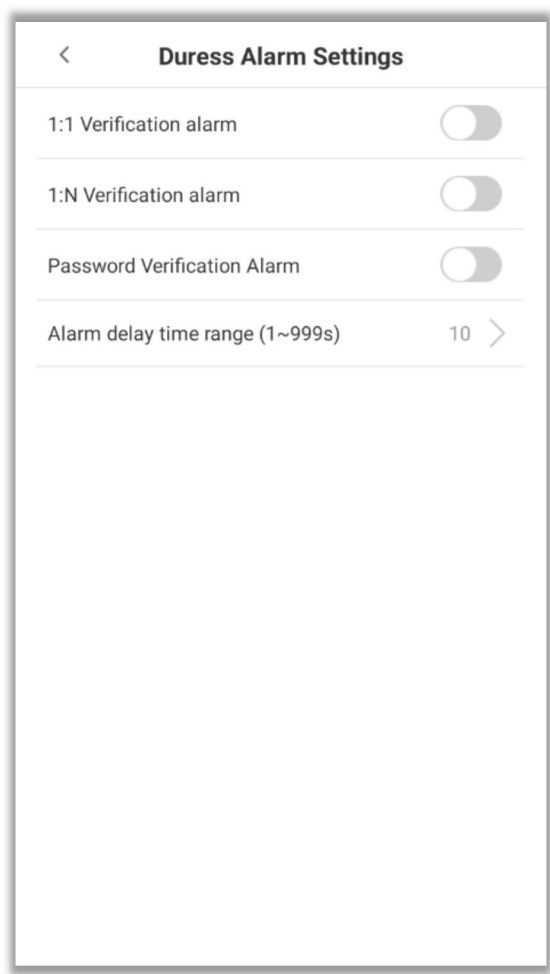 Duress Alarm Settings
1:1 Verification alarm
1:N Verification alarm
Password Verification Alarm
Alarm delay time range (1~999s) 10